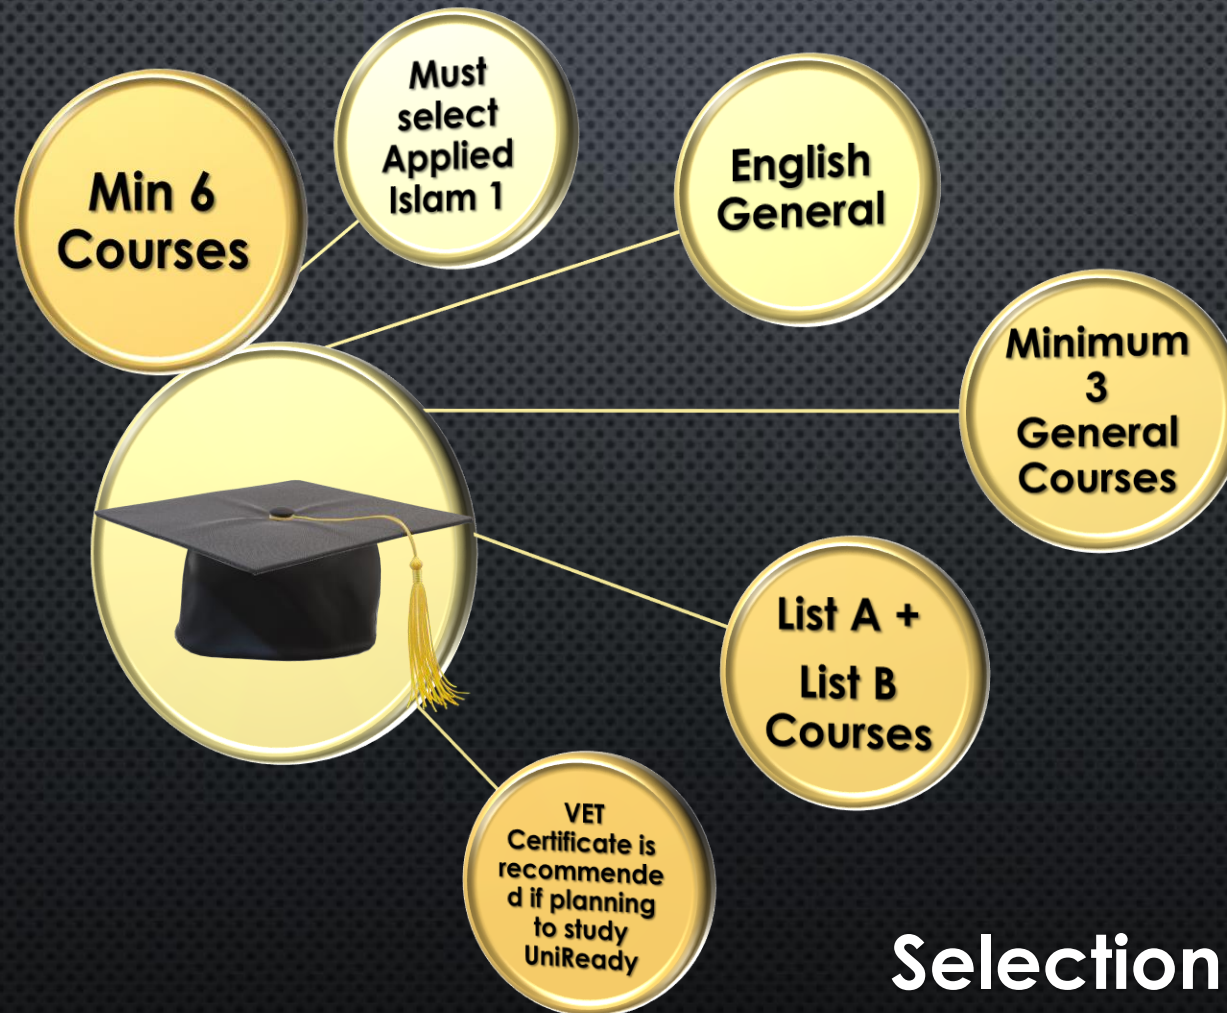 Min 6
Courses
Must
select
Applied
Islam 1
English
General
Minimum
3
General
Courses
List A +
List B
Courses
VET
Certificate is
recommende
d if planning
to study
UniReady
Selection